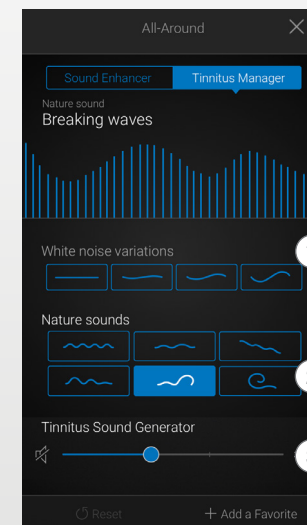 All-Around
Sound Enhancer
Tinnitus Manager
Nature sound
Breaking waves
White noise variations
Nature sounds
Tinnitus Sound Generator
Reset
+ Add a Favorite